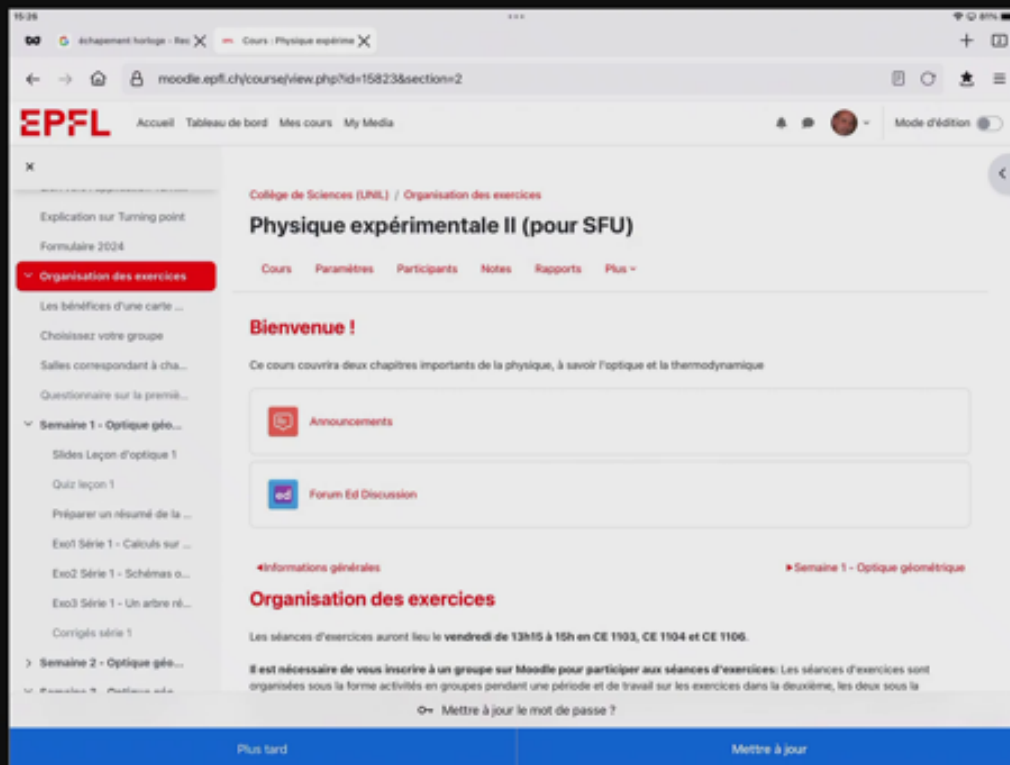 15:26
81%
échapement horloge - Rec
Cours : Physique expérime
moodle.epfl.ch/course/view.php?id=15823&section=2
EPFL
Accueil Tableau de bord Mes cours My Media
Mode d'édition
Explication sur Turning point
Formulaire 2024
Organisation des exercices
Les bénéfices d'une carte ...
Choisissez votre groupe
Salles correspondant à cha...
Questionnaire sur la premiè...
Semaine 1 - Optique géo...
Slides Leçon d'optique 1
Quiz leçon 1
Préparer un résumé de la ...
Exo1 Série 1 - Calculs sur ...
Exo2 Série 1 - Schémas o...
Exo3 Série 1 - Un arbre ré...
Corrigés série 1
Semaine 2 - Optique géo...
Collège de Sciences (UNIL) / Organisation des exercices
Physique expérimentale II (pour SFU)
Cours Paramètres Participants Notes Rapports Plus
Bienvenue !
Ce cours couvrira deux chapitres importants de la physique, à savoir l'optique et la thermodynamique
Announcements
ed
Forum Ed Discussion
◄Informations générales
►Semaine 1 - Optique géométrique
Organisation des exercices
Les séances d'exercices auront lieu le vendredi de 13h15 à 15h en CE 1103, CE 1104 et CE 1106.
Il est nécessaire de vous inscrire à un groupe sur Moodle pour participer aux séances d'exercices: Les séances d'exercices sont
organisées sous la forme activités en groupes pendant une période et de travail sur les exercices dans la deuxième, les deux sous la
Mettre à jour le mot de passe ?
Plus tard
Mettre à jour